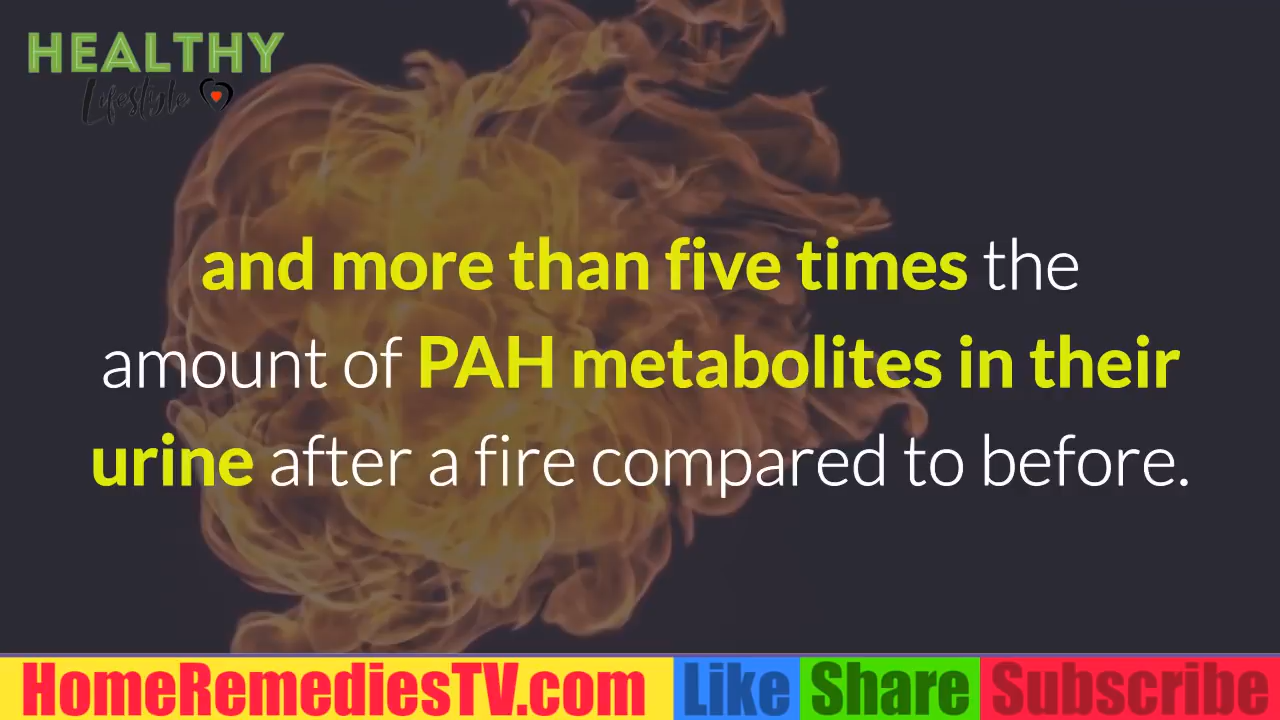 HEALTHY
Lifestyle
and more than five times the
amount of PAH metabolites in their
urine after a fire compared to before.
HomeRemediesTV.com Like Share Subscribe